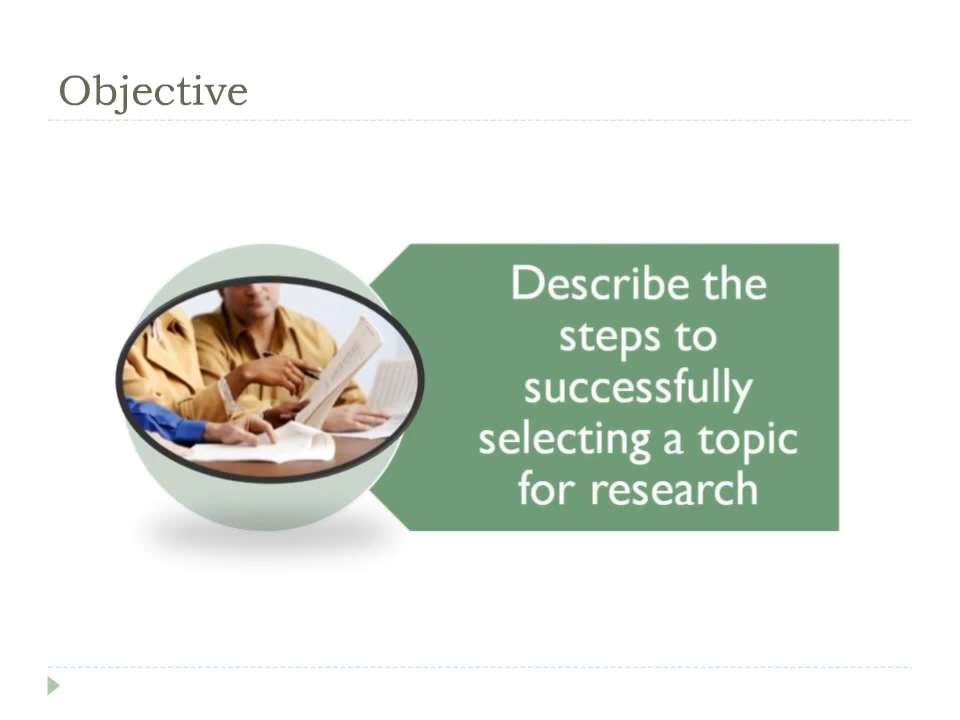 Objective
Describe the
steps to
successfully
selecting a topic
for research